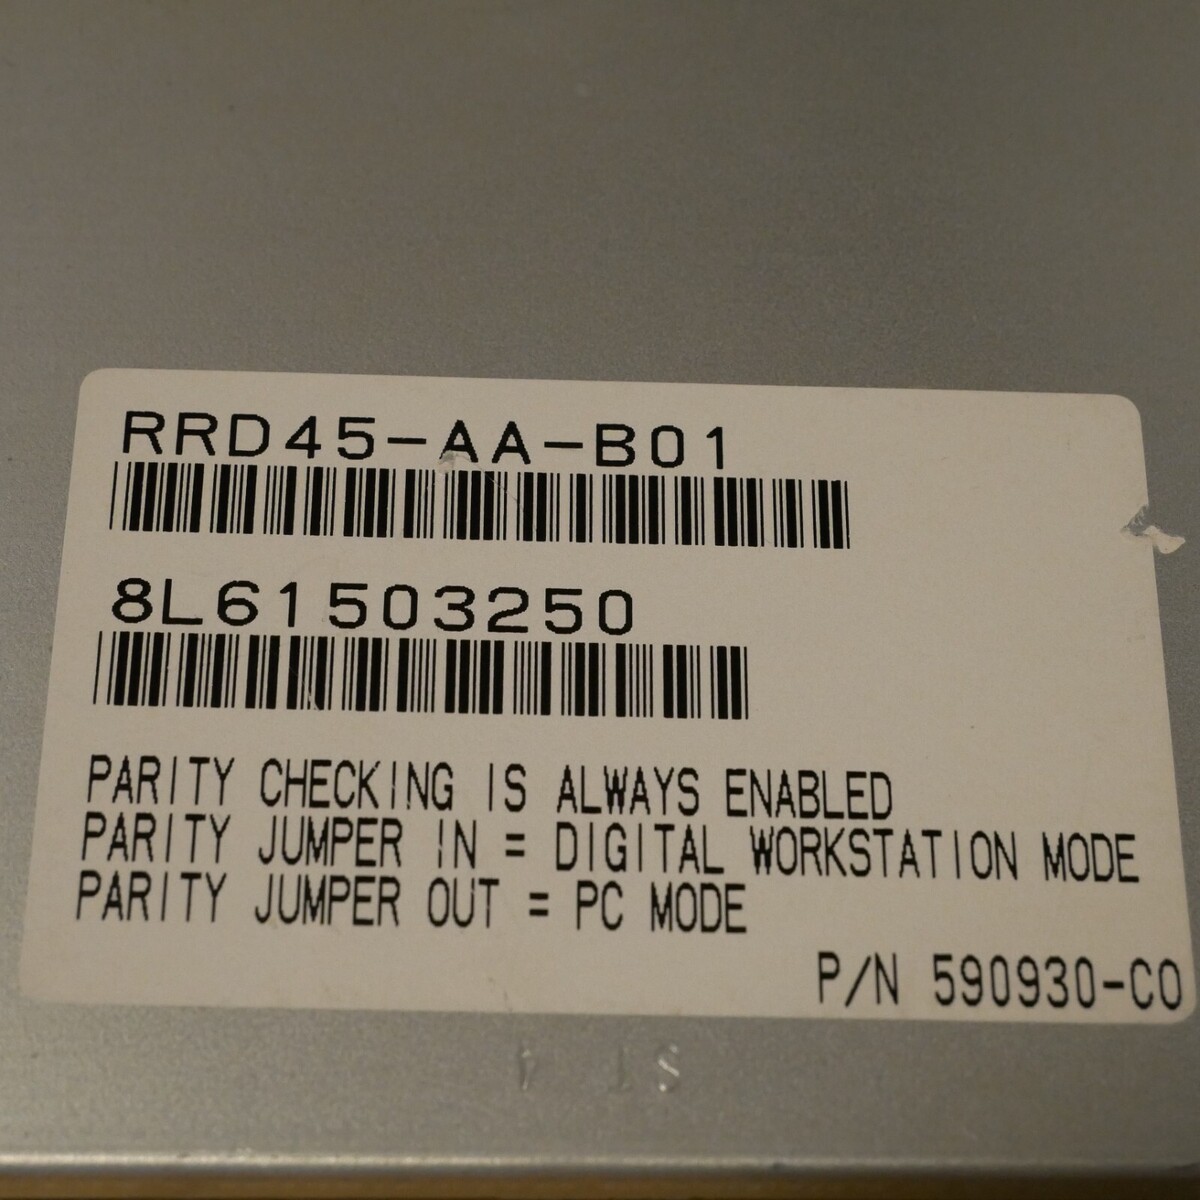 RRD45-AA-B01
8L61503250
PARITY CHECKING IS ALWAYS ENABLED
PARITY JUMPER IN = DIGITAL WORKSTATION MODE
PARITY JUMPER OUT = PC MODE
P/N 590930-C0